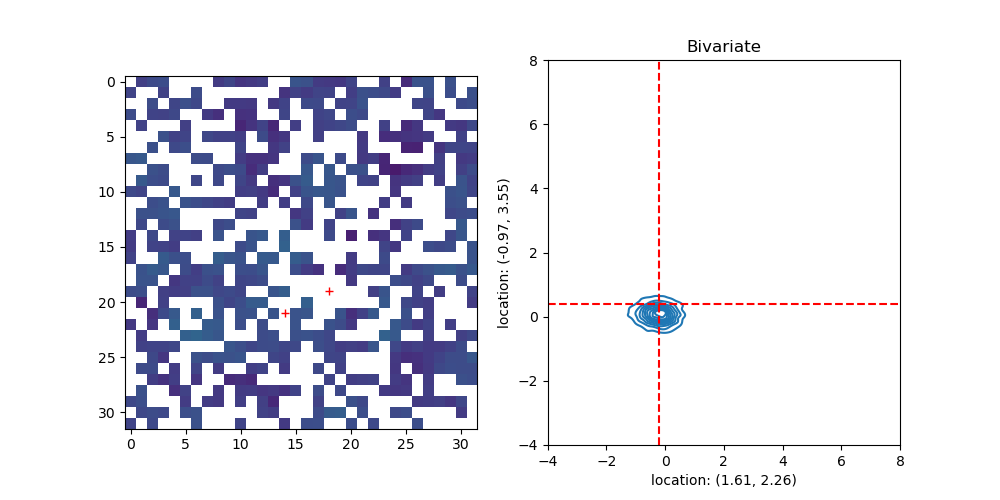 Bivariate
0
5
10
15
20
25
30
0 5 10 15 20 25 30
location: (-0.97, 3.55)
8
6
4
2
0
−2
−4
−4 −2 0 2 4 6 8
location: (1.61, 2.26)